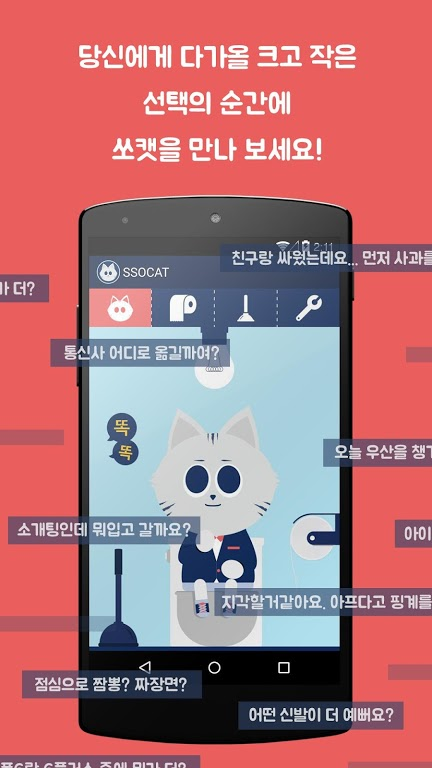 당신에게 다가올 크고 작은
선택의 순간에
쏘캣을 만나 보세요!
2:11
친구랑 싸웠는데요... 먼저 사과를
SSOCAT
더?
통신사 어디로 옮길까여?
똑
똑
오늘 우산을 챙기
소개팅인데 뭐입고 갈까요?
아이
지각할거같아요. 아프다고 핑계를
점심으로 짬뽕? 짜장면?
어떤 신발이 더 예뻐요?